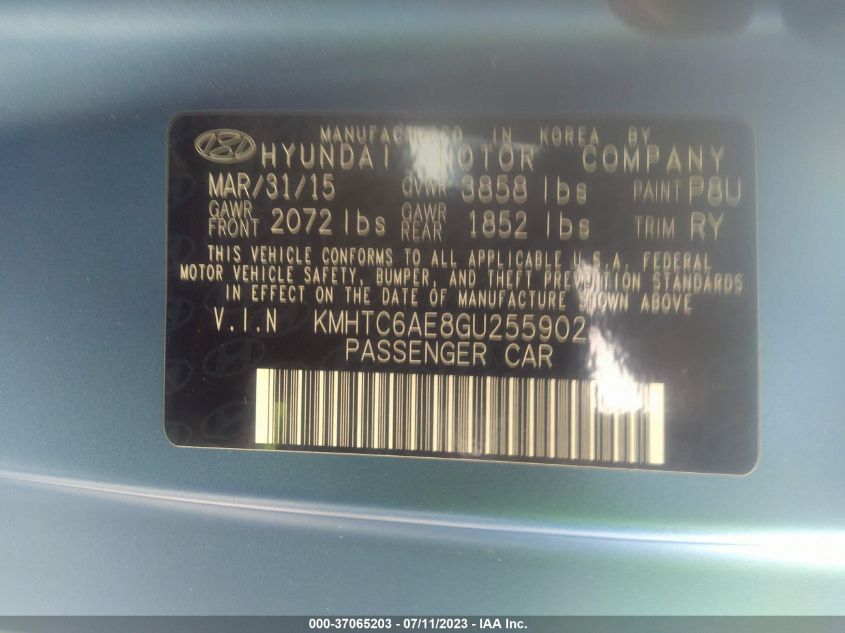 MANUFACTURED IN KOREA BY
HYUNDAI MOTOR COMPANY
MAR/31/15 GVWR 3858 lbs PAINT P8U
GAWR FRONT 2072 lbs GAWR REAR 1852 lbs TRIM RY
THIS VEHICLE CONFORMS TO ALL APPLICABLE U.S.A. FEDERAL
MOTOR VEHICLE SAFETY, BUMPER, AND THEFT PREVENTION STANDARDS
IN EFFECT ON THE DATE OF MANUFACTURE SHOWN ABOVE
V.I.N KMHTC6AE8GU255902
PASSENGER CAR
000-37065203 - 07/11/2023 - IAA Inc.